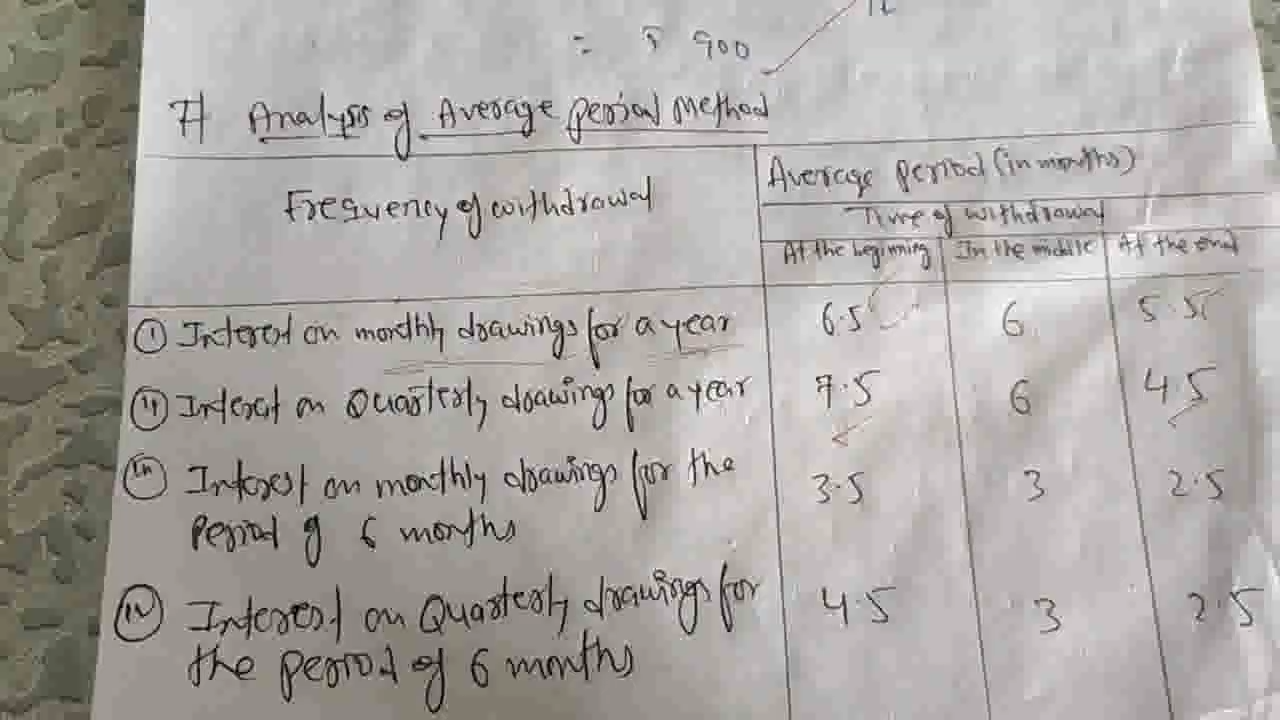 = ₹ 900
12
7) Analysis of Average period Method
Frequency of withdrawal
Average period (in months)
Time of withdrawal
At the beginning In the middle At the end
(i) Interest on monthly drawings for a year 6.5 6 5.5
(ii) Interest on Quarterly drawings for a year 7.5 6 4.5
(iii) Interest on monthly drawings for the 3.5 3 2.5
Period of 6 months
(iv) Interest on Quarterly drawings for 4.5 3 2.5
the period of 6 months